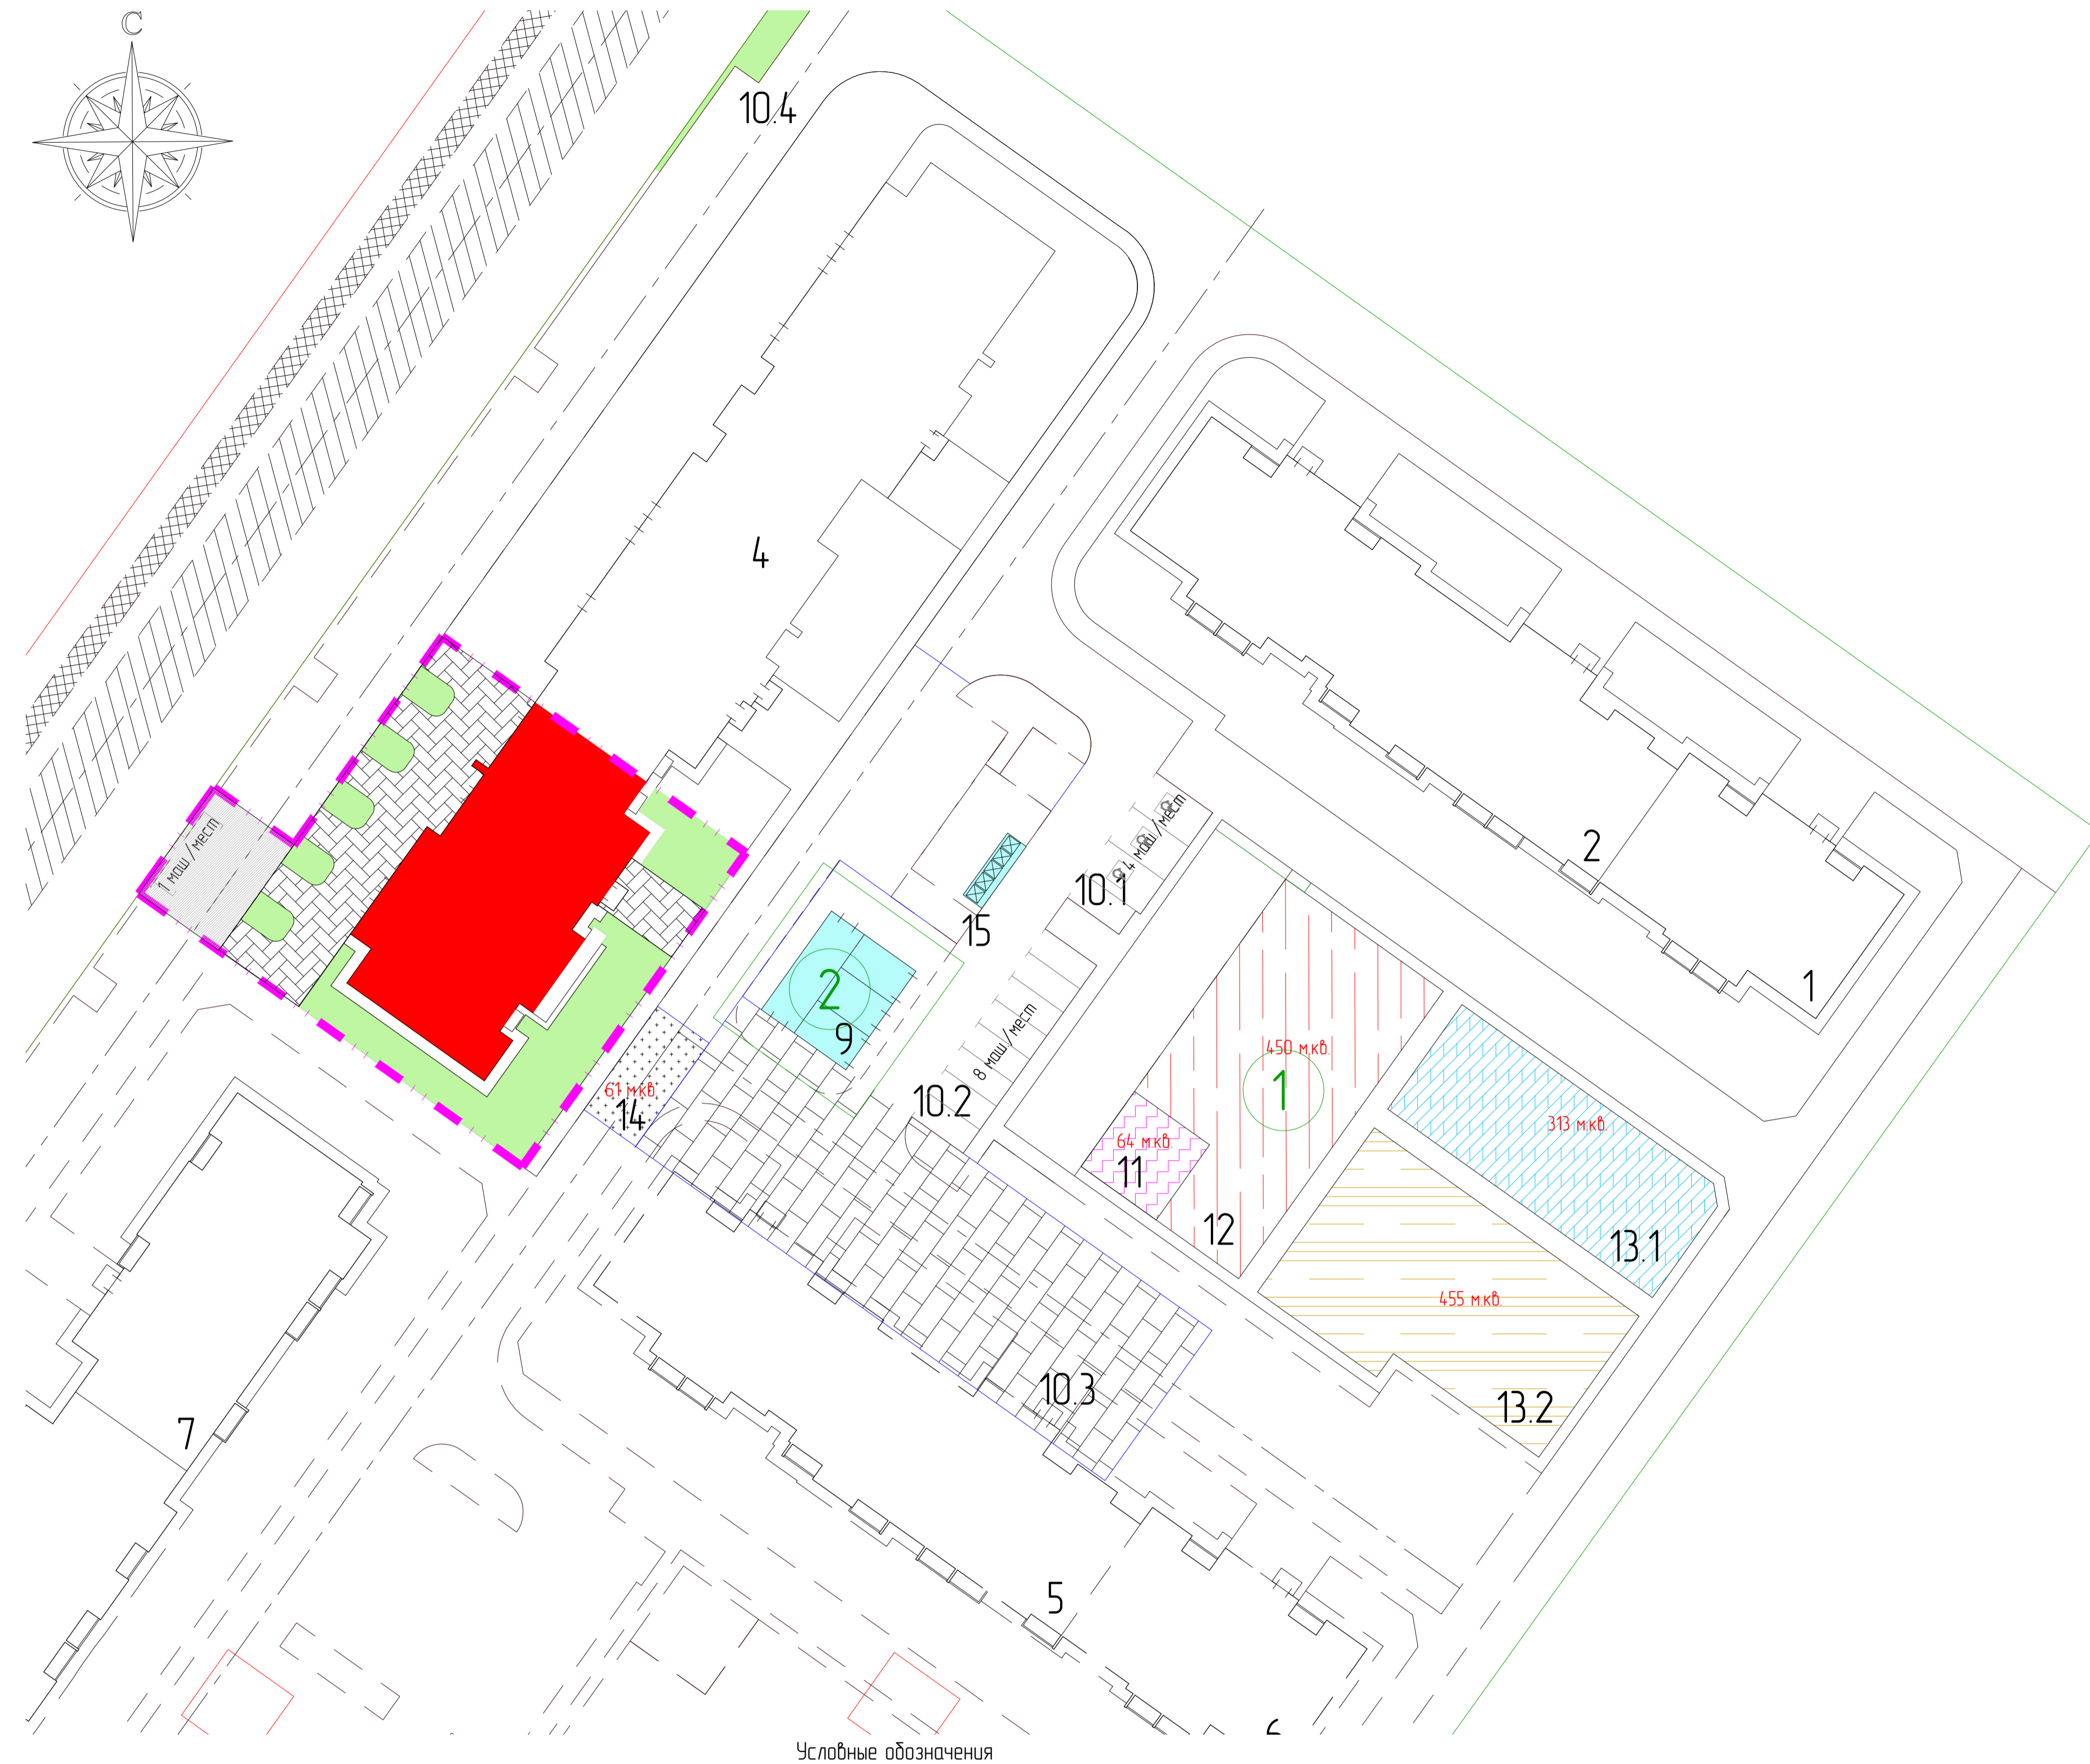 С
10.4
4
1 маш/мест
2
4 маш/мест
10.1
15
1
2
9
450 м.кв.
8 маш/мест
61 м.кв.
14
10.2
1
313 м.кв.
64 м.кв.
11
12
13.1
455 м.кв.
10.3
13.2
7
5
Условные обозначения